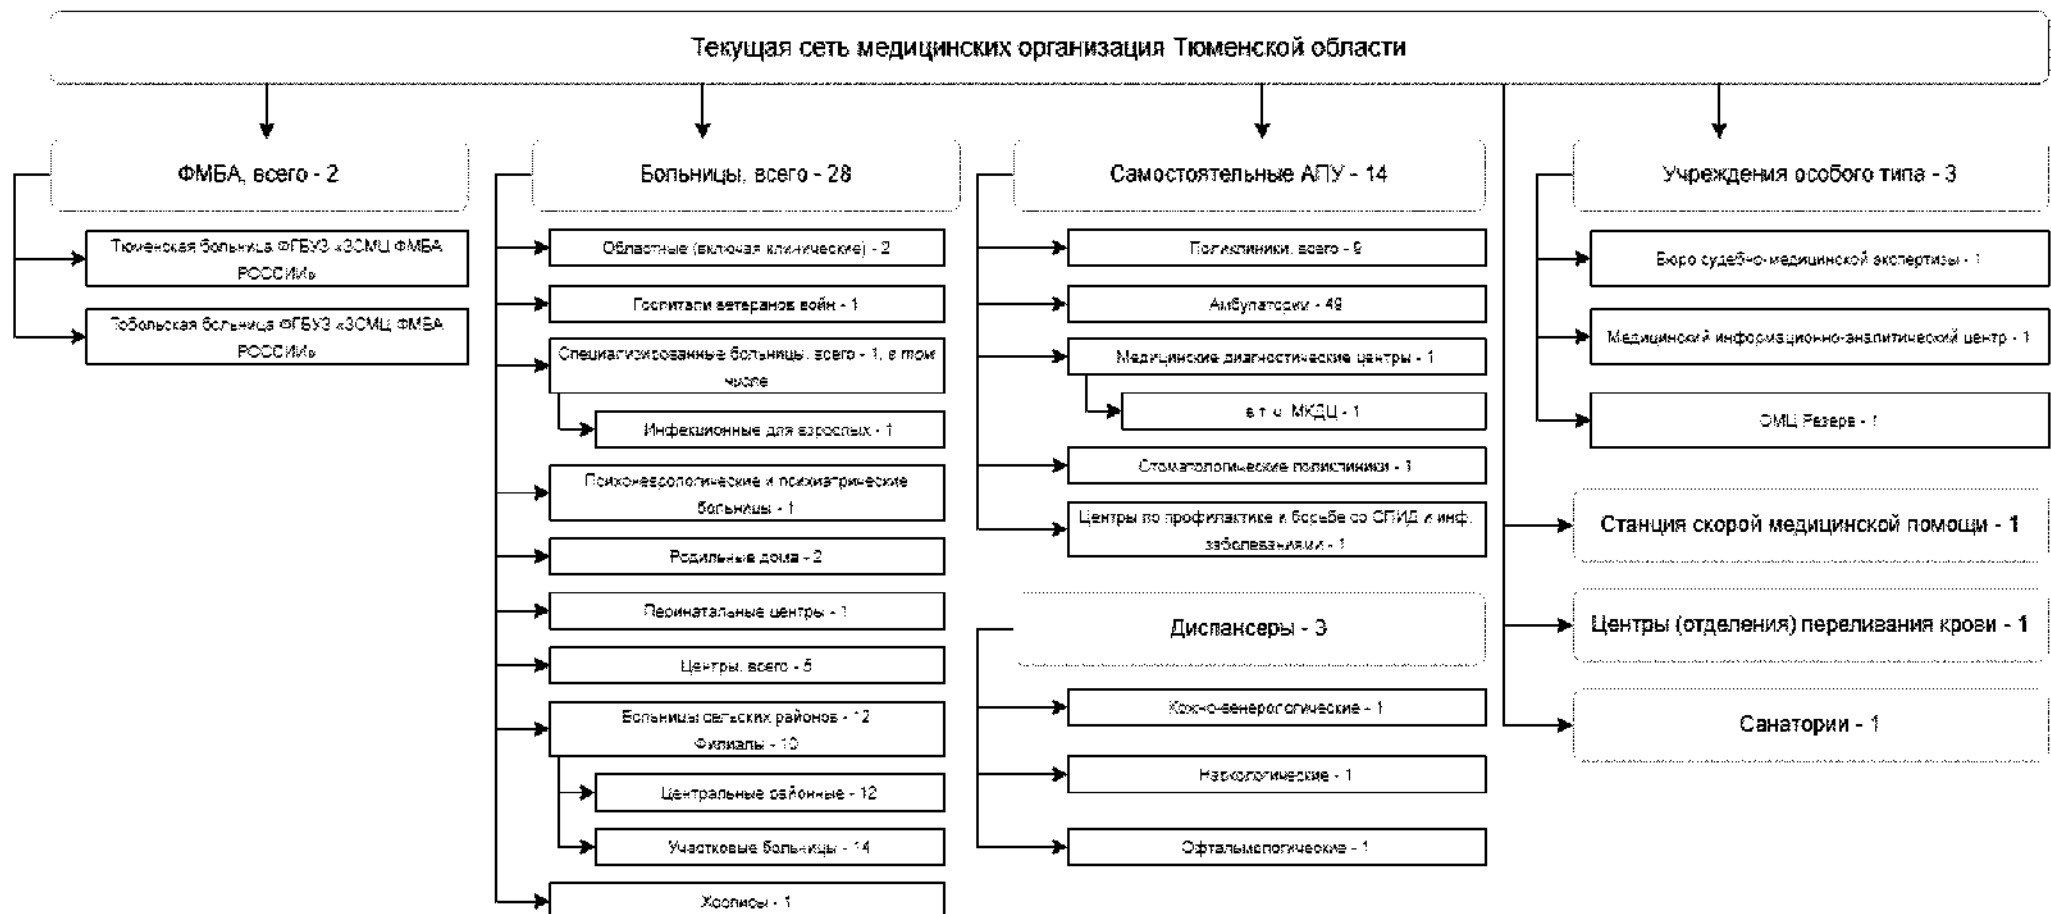 Текущая сеть медицинских организация Тюменской области
ФМБА, всего - 2
Тюменская больница ФГБУЗ «ЗСМЦ ФМБА
РОССИИ»
Тобольская больница ФГБУЗ «ЗСМЦ ФМБА
РОССИИ»
Больницы, всего - 28
Областные (включая клинические) - 2
Госпитали ветеранов войн - 1
Специализированные больницы, всего - 1, в том
числе
Инфекционные для взрослых - 1
Психоневрологические и психиатрические
больницы - 1
Родильные дома - 2
Перинатальные центры - 1
Центры, всего - 5
Больницы сельских районов - 12
Филиалы - 10
Центральные районные - 12
Участковые больницы - 14
Хосписы - 1
Самостоятельные АПУ - 14
Поликлиники, всего - 9
Амбулатории - 49
Медицинские диагностические центры - 1
в т. ч. МКДЦ - 1
Стоматологические поликлиники - 1
Центры по профилактике и борьбе со СПИД и инф.
заболеваниями - 1
Диспансеры - 3
Кожно-венерологические - 1
Наркологические - 1
Офтальмологические - 1
Учреждения особого типа - 3
Бюро судебно-медицинской экспертизы - 1
Медицинский информационно-аналитический центр - 1
ОМЦ Резерв - 1
Станция скорой медицинской помощи - 1
Центры (отделения) переливания крови - 1
Санатории - 1